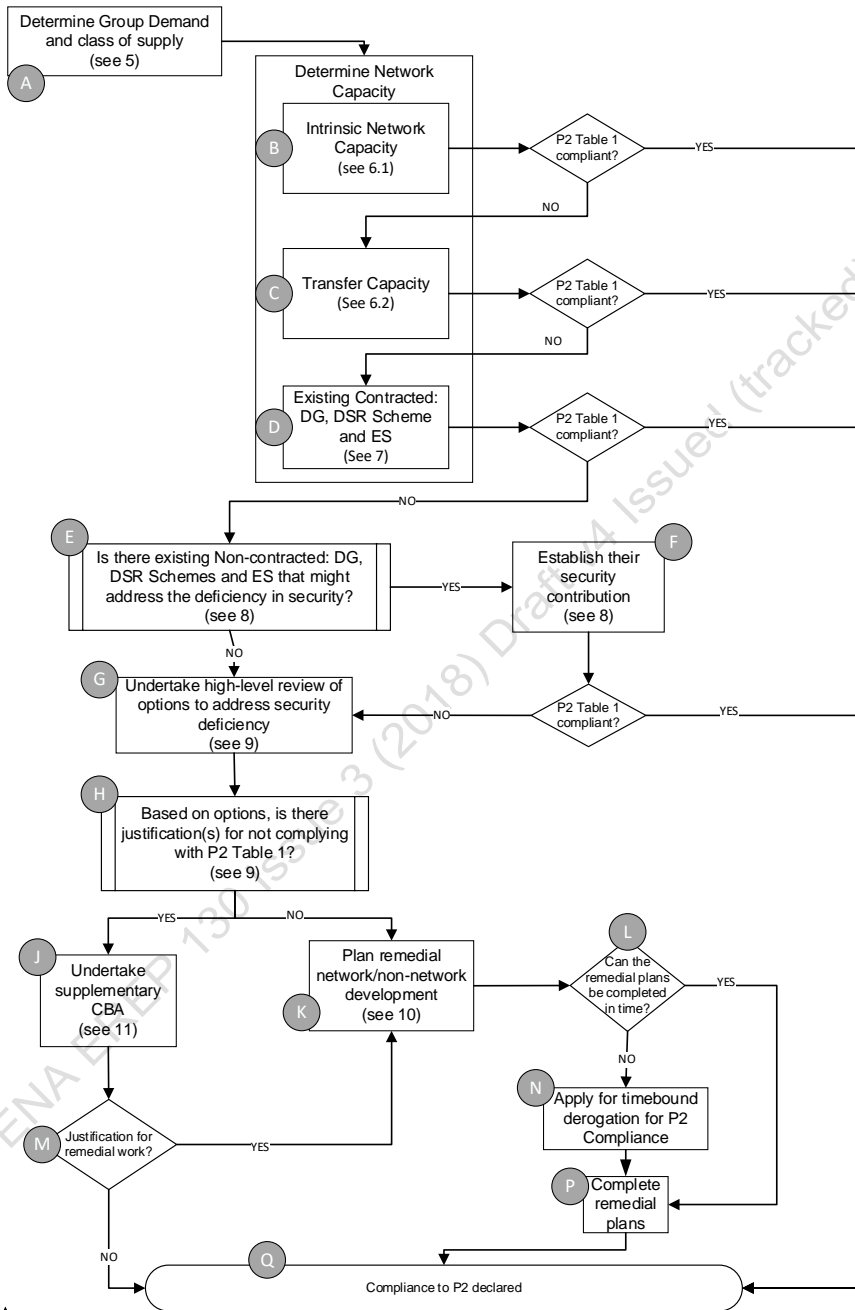 Determine Group Demand
and class of supply
(see 5)
A
Determine Network
Capacity
B
Intrinsic Network
Capacity
(see 6.1)
P2 Table 1
compliant?
YES
NO
C
Transfer Capacity
(See 6.2)
P2 Table 1
compliant?
YES
NO
D
Existing Contracted:
DG, DSR Scheme
and ES
(See 7)
P2 Table 1
compliant?
YES
NO
E
Is there existing Non-contracted: DG,
DSR Schemes and ES that might
address the deficiency in security?
(see 8)
YES
F
Establish their
security
contribution
(see 8)
NO
G
Undertake high-level review of
options to address security
deficiency
(see 9)
NO
P2 Table 1
compliant?
YES
H
Based on options, is there
justification(s) for not complying
with P2 Table 1?
(see 9)
YES
NO
J
Undertake
supplementary
CBA
(see 11)
K
Plan remedial
network/non-network
development
(see 10)
L
Can the
remedial plans
be completed
in time?
YES
NO
M
Justification for
remedial work?
YES
N
Apply for timebound
derogation for P2
Compliance
P
Complete
remedial
plans
NO
Q
Compliance to P2 declared
ENA EREP 130 Issue 3 (2018) Draft v4 Issued (tracked)